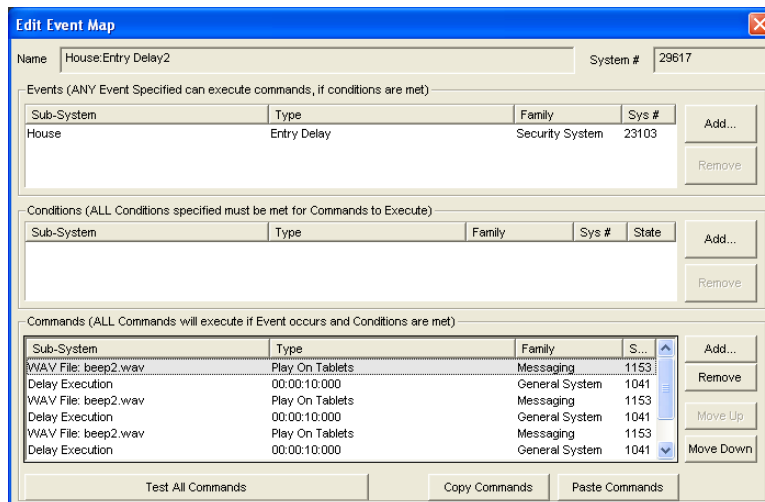 Edit Event Map
Name House:Entry Delay2 System # 29617
Events (ANY Event Specified can execute commands, if conditions are met)
Sub-System Type Family Sys #
House Entry Delay Security System 23103
Add...
Remove
Conditions (ALL Conditions specified must be met for Commands to Execute)
Sub-System Type Family Sys # State
Add...
Remove
Commands (ALL Commands will execute if Event occurs and Conditions are met)
Sub-System Type Family S...
WAV File: beep2.wav Play On Tablets Messaging 1153
Delay Execution 00:00:10:000 General System 1041
WAV File: beep2.wav Play On Tablets Messaging 1153
Delay Execution 00:00:10:000 General System 1041
WAV File: beep2.wav Play On Tablets Messaging 1153
Delay Execution 00:00:10:000 General System 1041
Add...
Remove
Move Up
Move Down
Test All Commands Copy Commands Paste Commands